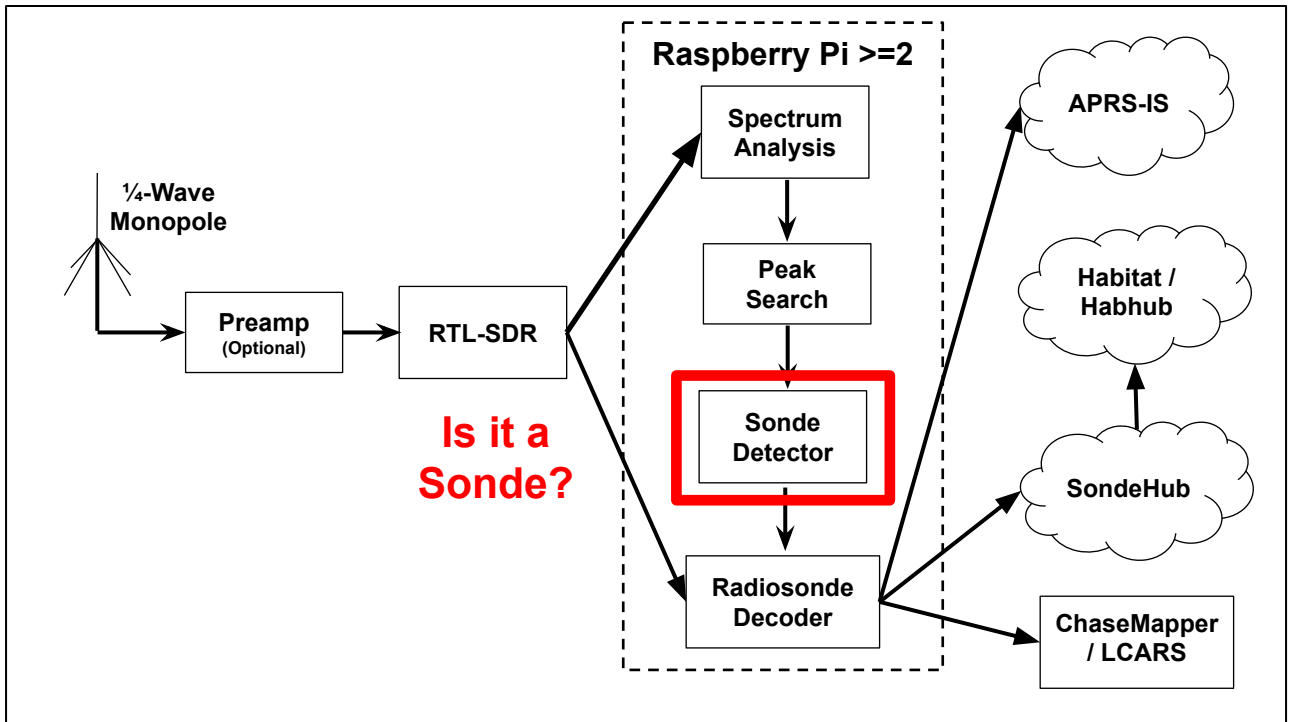 Raspberry Pi >=2
Spectrum
Analysis
APRS-IS
¼-Wave
Monopole
Peak
Search
Habitat /
Habhub
Preamp
(Optional)
RTL-SDR
Is it a
Sonde?
Sonde
Detector
SondeHub
Radiosonde
Decoder
ChaseMapper
/ LCARS